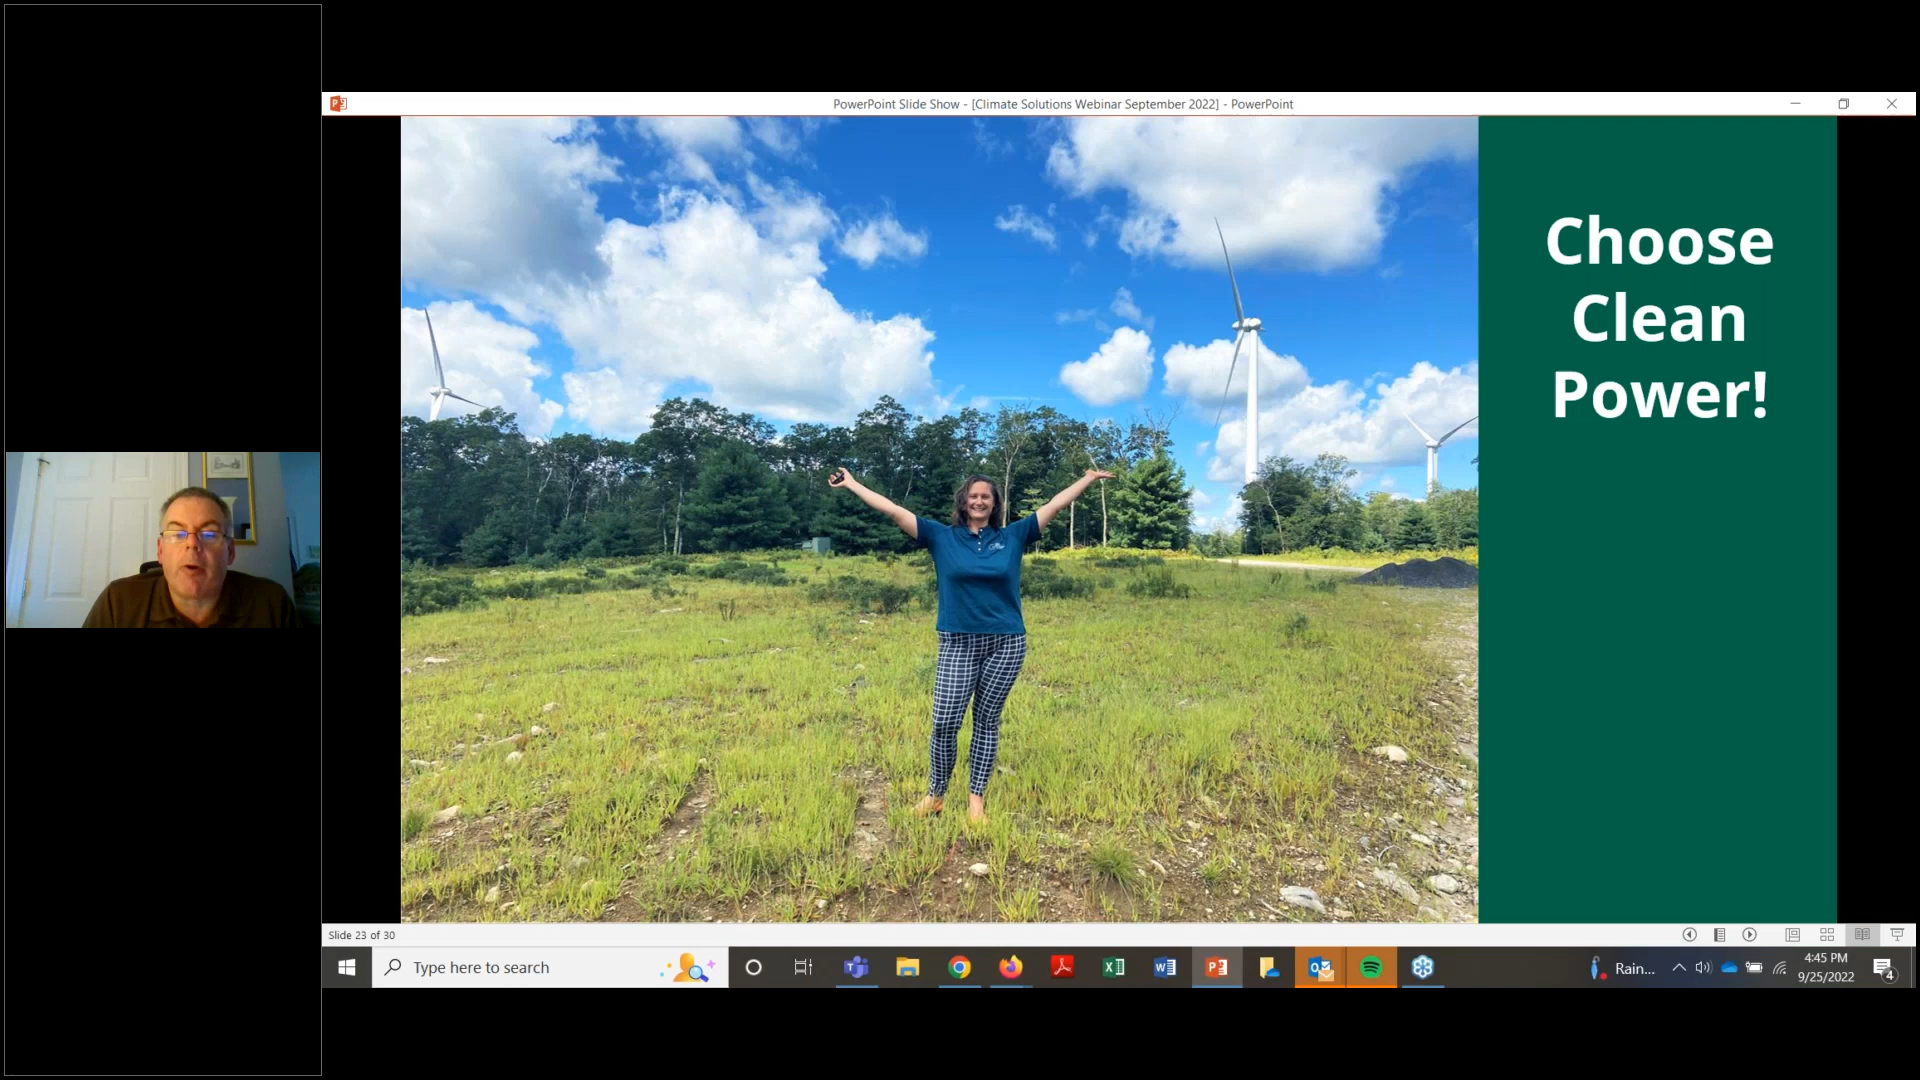 PowerPoint Slide Show - [Climate Solutions Webinar September 2022] - PowerPoint
Choose
Clean
Power!
Slide 23 of 30
Type here to search
Rain...
4:45 PM
9/25/2022
4